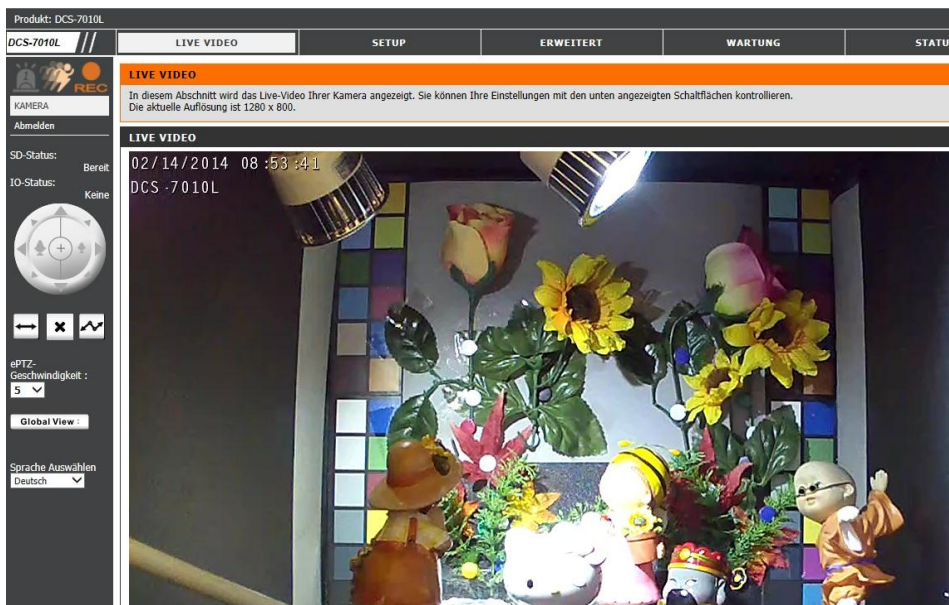 Produkt: DCS-7010L
DCS-7010L
LIVE VIDEO
SETUP
ERWEITERT
WARTUNG
STATU
REC
KAMERA
Abmelden
SD-Status:
Bereit
IO-Status:
Keine
ePTZ-
Geschwindigkeit :
5
Global View :
Sprache Auswählen
Deutsch
LIVE VIDEO
In diesem Abschnitt wird das Live-Video Ihrer Kamera angezeigt. Sie können Ihre Einstellungen mit den unten angezeigten Schaltflächen kontrollieren.
Die aktuelle Auflösung ist 1280 x 800.
LIVE VIDEO
02/14/2014 08:53:41
DCS-7010L